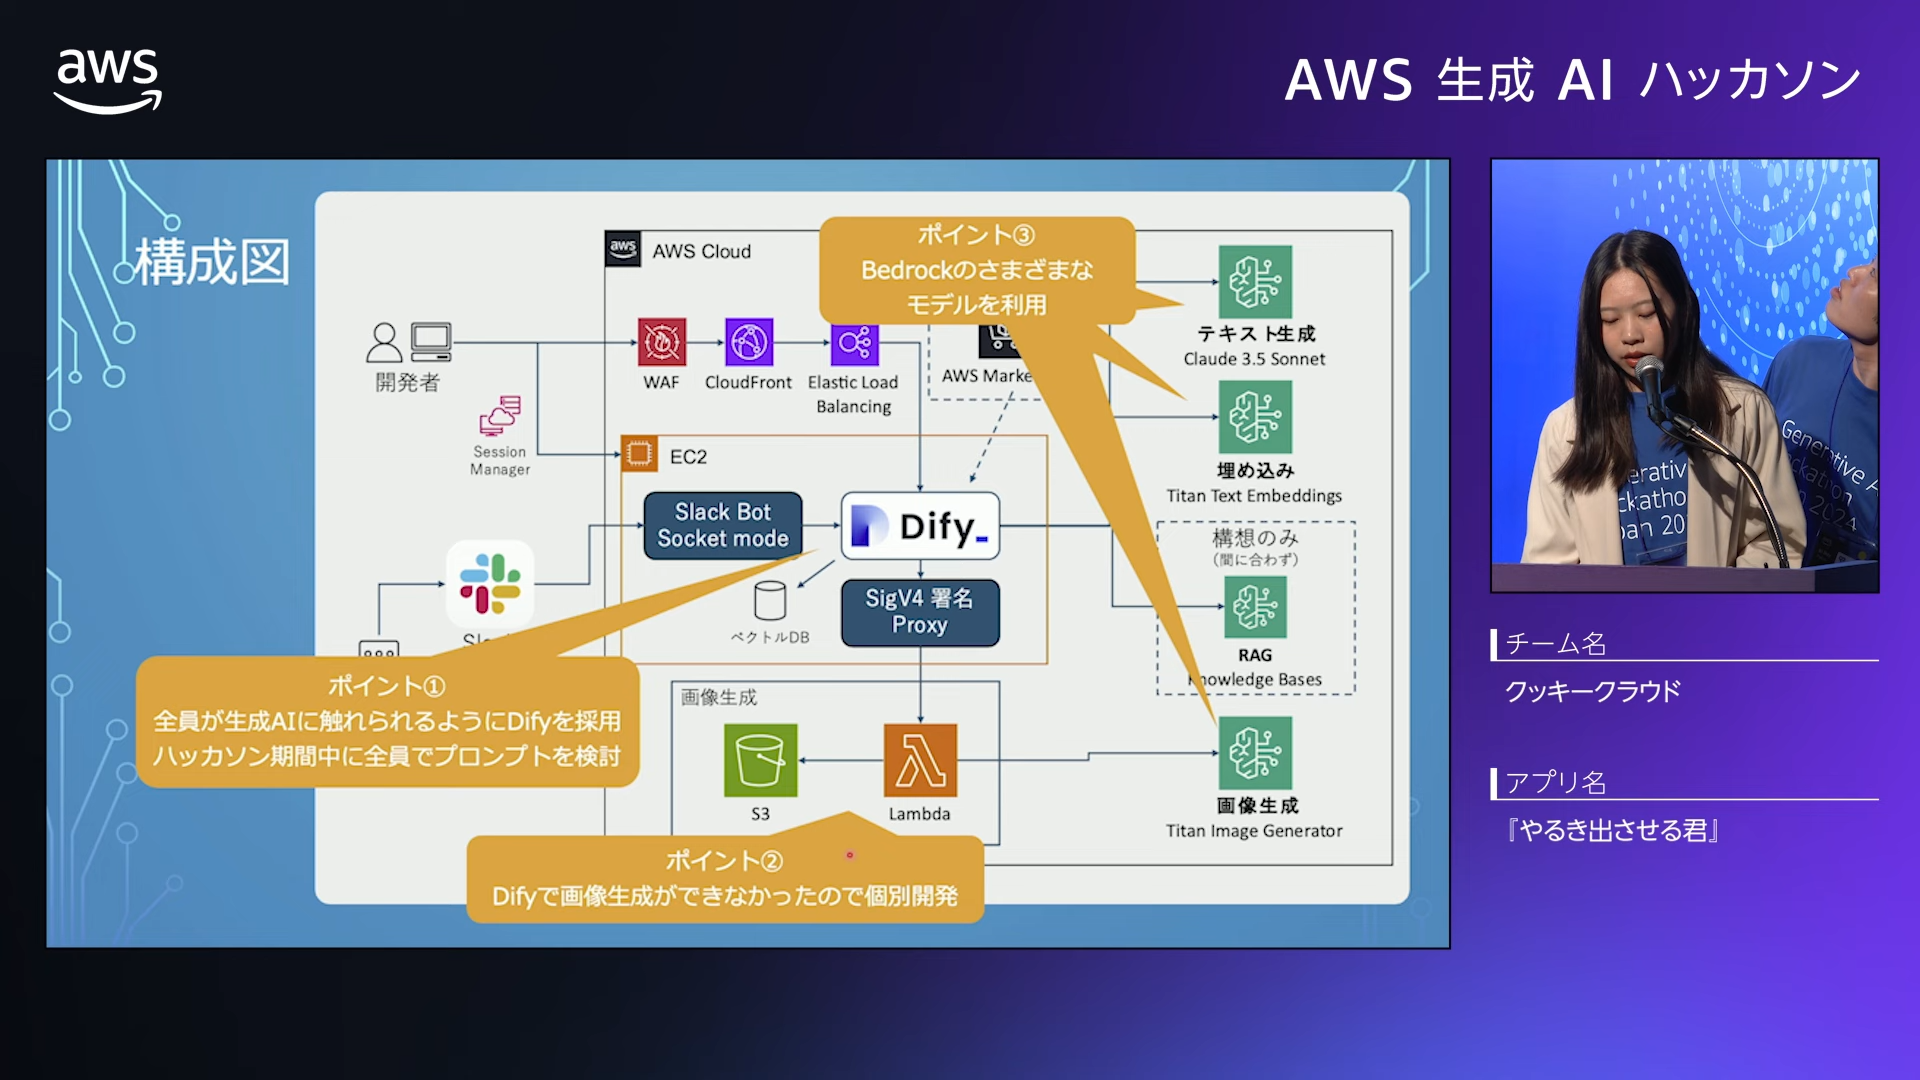 aws
AWS 生成 AI ハッカソン
構成図
aws
AWS Cloud
ポイント③
Bedrockのさまざまな
モデルを利用
開発者
Session
Manager
WAF
CloudFront
Elastic Load
Balancing
AWS
テキスト生成
Claude 3.5 Sonnet
埋め込み
Titan Text Embeddings
EC2
Slack Bot
Socket mode
Dify_
ベクトルDB
SigV4 署名
Proxy
構想のみ
(間に合わず)
RAG
Knowledge Bases
ポイント①
全員が生成AIに触れられるようにDifyを採用
ハッカソン期間中に全員でプロンプトを検討
画像生成
S3
Lambda
画像生成
Titan Image Generator
ポイント②
Difyで画像生成ができなかったので個別開発
Generative
2024
チーム名
クッキークラウド
アプリ名
『やるき出させる君』